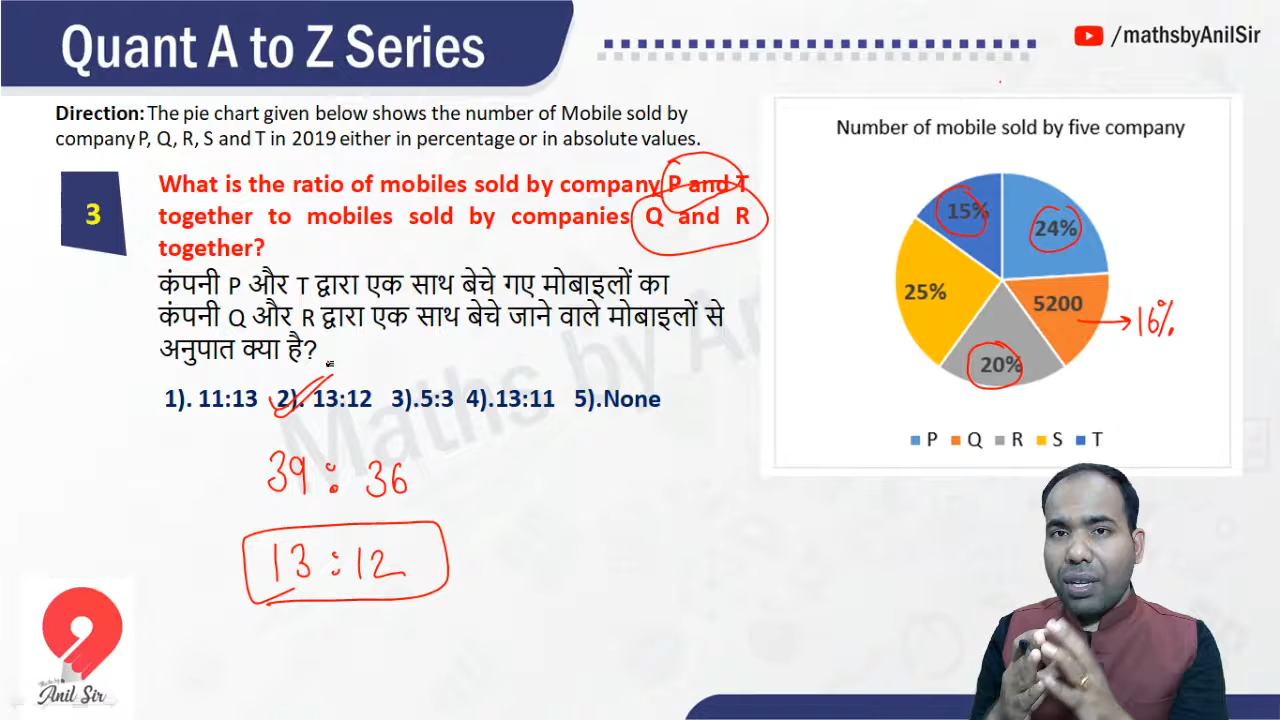 Quant A to Z Series
/mathsbyAnilSir
Direction: The pie chart given below shows the number of Mobile sold by
company P, Q, R, S and T in 2019 either in percentage or in absolute values.
3
What is the ratio of mobiles sold by company P and T
together to mobiles sold by companies Q and R
together?
कंपनी P और T द्वारा एक साथ बेचे गए मोबाइलों का
कंपनी Q और R द्वारा एक साथ बेचे जाने वाले मोबाइलों से
अनुपात क्या है?
1). 11:13 2). 13:12 3).5:3 4).13:11 5).None
39 : 36
13 : 12
Number of mobile sold by five company
15%
24%
25%
5200
16%
20%
P Q R S T
Maths by An
Anil Sir